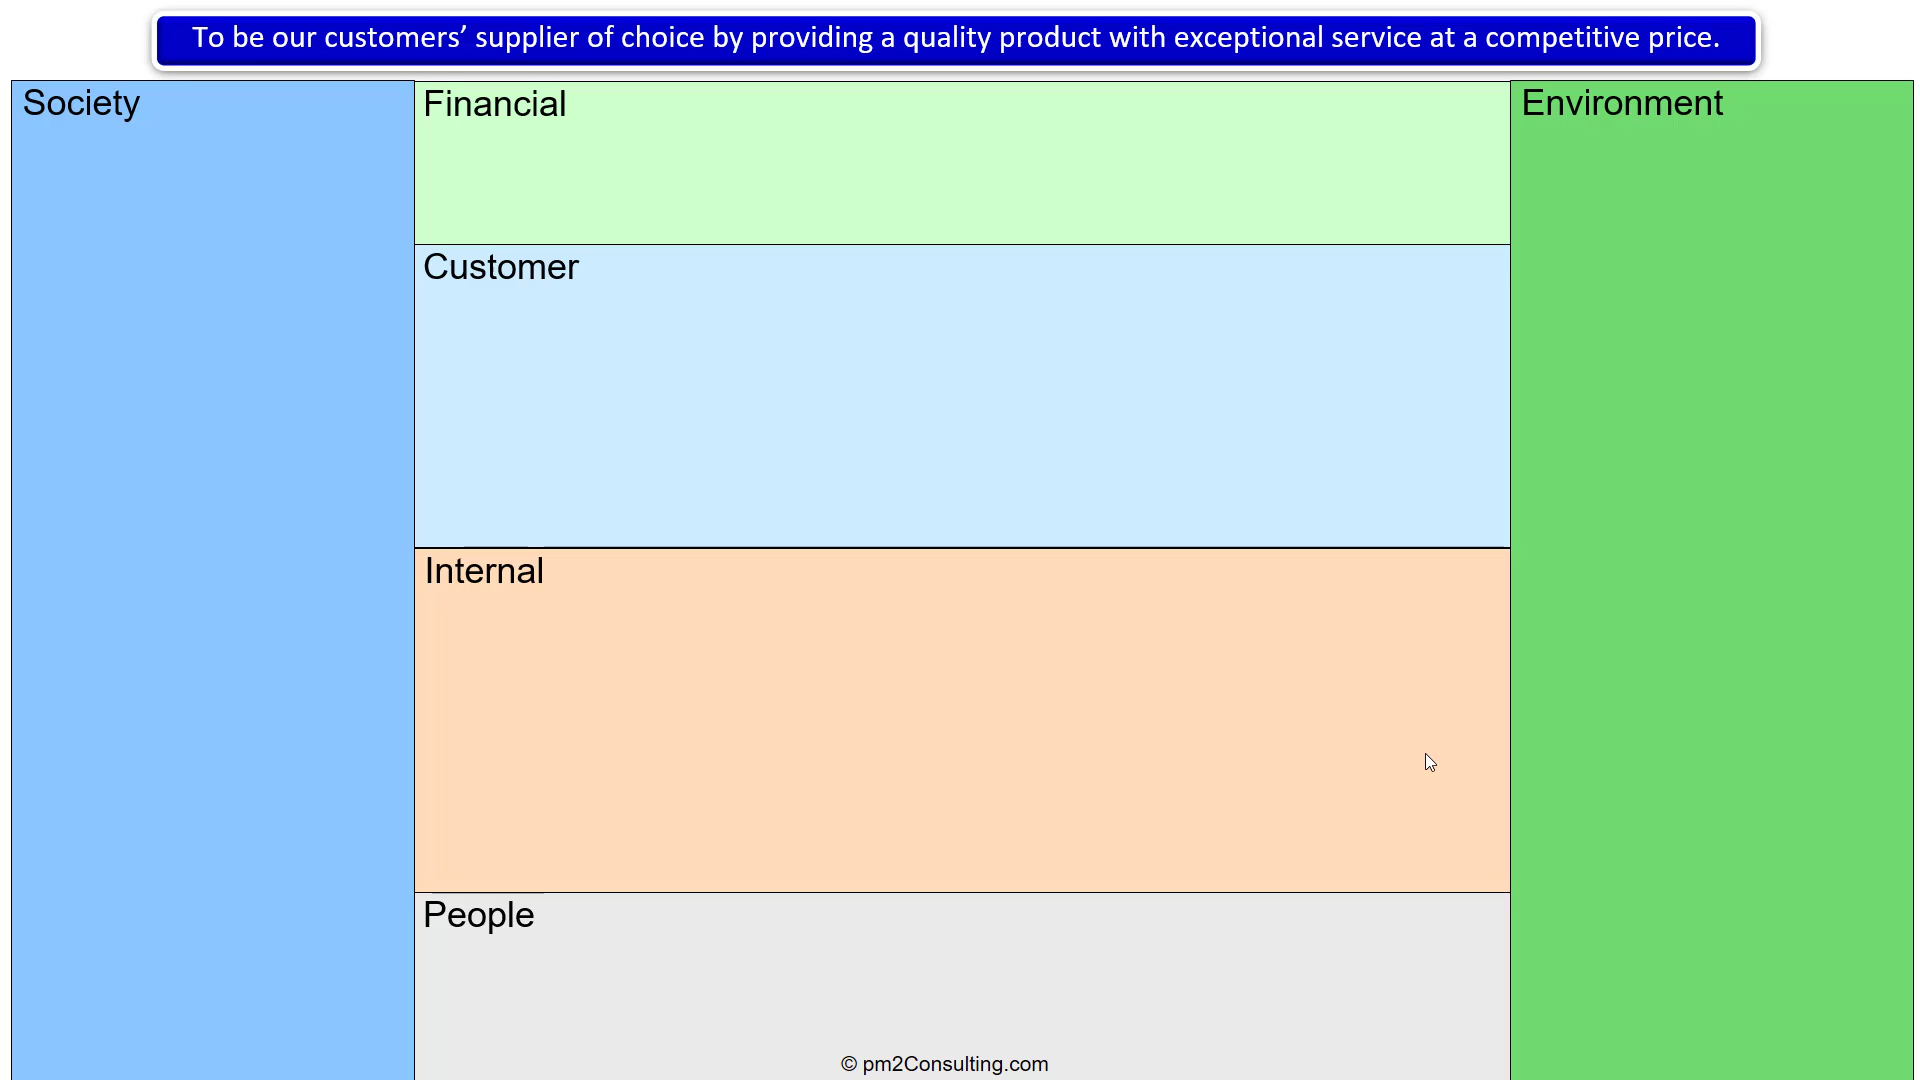 To be our customers’ supplier of choice by providing a quality product with exceptional service at a competitive price.
Society
Financial
Environment
Customer
Internal
People
© pm2Consulting.com